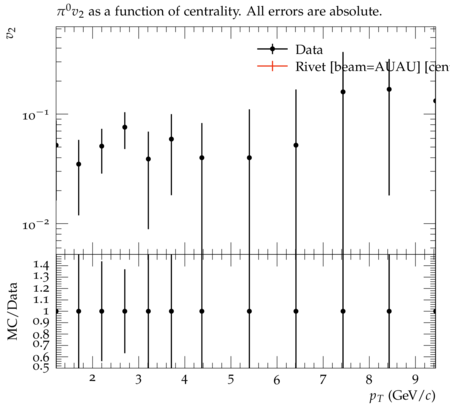 π⁰v₂ as a function of centrality. All errors are absolute.
v₂
Data
Rivet [beam=AUAU] [cen
10⁻¹
10⁻²
MC/Data
1.4
1.3
1.2
1.1
1
0.9
0.8
0.7
0.6
0.5
2 3 4 5 6 7 8 9
p_T (GeV/c)